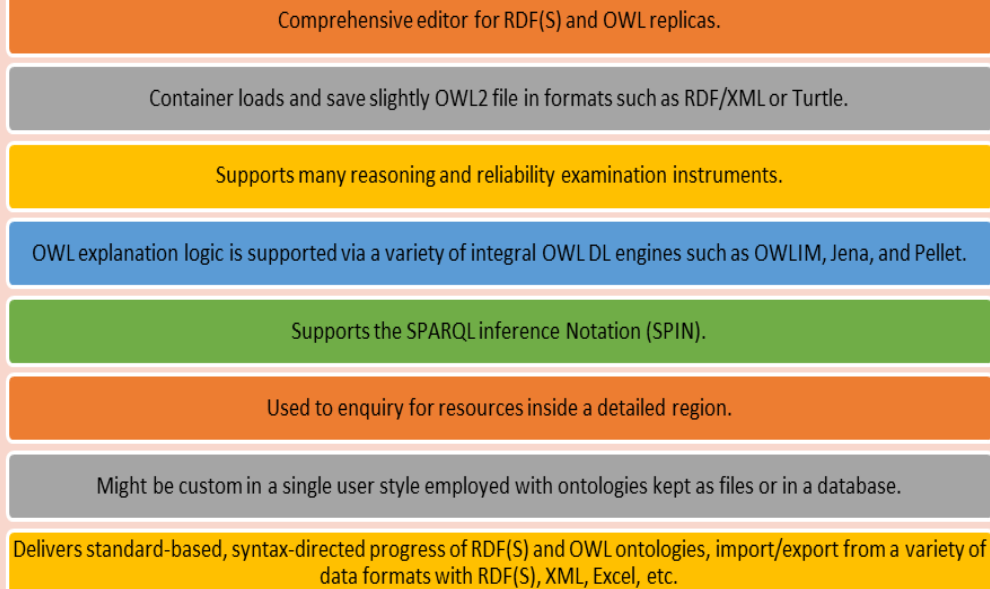 Comprehensive editor for RDF(S) and OWL replicas.
Container loads and save slightly OWL2 file in formats such as RDF/XML or Turtle.
Supports many reasoning and reliability examination instruments.
OWL explanation logic is supported via a variety of integral OWL DL engines such as OWLIM, Jena, and Pellet.
Supports the SPARQL inference Notation (SPIN).
Used to enquiry for resources inside a detailed region.
Might be custom in a single user style employed with ontologies kept as files or in a database.
Delivers standard-based, syntax-directed progress of RDF(S) and OWL ontologies, import/export from a variety of
data formats with RDF(S), XML, Excel, etc.